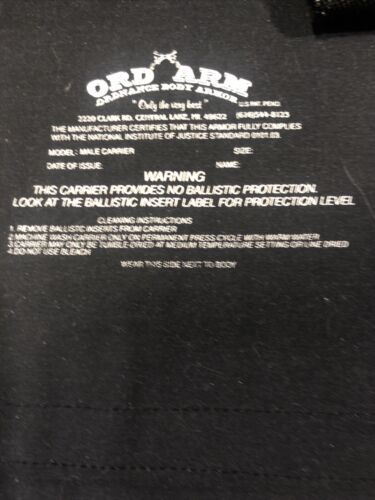 ORD ARM
ORDNANCE BODY ARMOR
"Only the very best" U.S. PAT. PEND.
2220 CLARK RD. CENTRAL LAKE, MI. 49622 (616)544-8123
THE MANUFACTURER CERTIFIES THAT THIS ARMOR FULLY COMPLIES
WITH THE NATIONAL INSTITUTE OF JUSTICE STANDARD 0101.03.
MODEL: MALE CARRIER SIZE:
DATE OF ISSUE: NAME:
WARNING
THIS CARRIER PROVIDES NO BALLISTIC PROTECTION.
LOOK AT THE BALLISTIC INSERT LABEL FOR PROTECTION LEVEL
CLEANING INSTRUCTIONS
1. REMOVE BALLISTIC INSERTS FROM CARRIER
2. MACHINE WASH CARRIER ONLY ON PERMANENT PRESS CYCLE WITH WARM WATER
3. CARRIER MAY ONLY BE TUMBLE-DRIED AT MEDIUM TEMPERATURE SETTING OR LINE DRIED
4. DO NOT USE BLEACH
WEAR THIS SIDE NEXT TO BODY